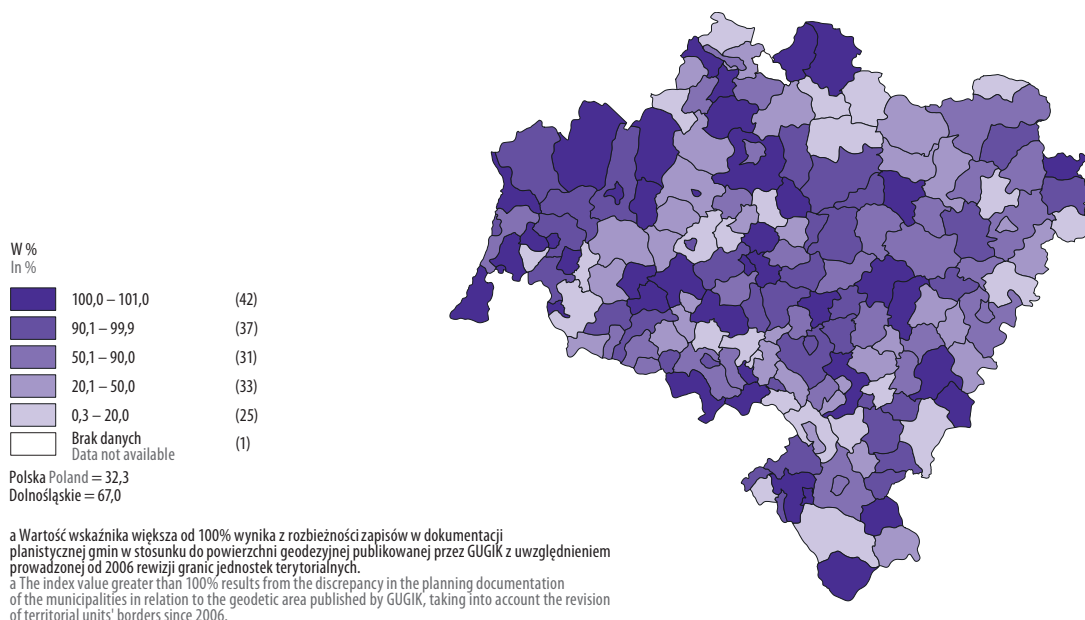 W %
In %
100,0 – 101,0 (42)
90,1 – 99,9 (37)
50,1 – 90,0 (31)
20,1 – 50,0 (33)
0,3 – 20,0 (25)
Brak danych (1)
Data not available
Polska Poland = 32,3
Dolnośląskie = 67,0
a Wartość wskaźnika większa od 100% wynika z rozbieżności zapisów w dokumentacji
planistycznej gmin w stosunku do powierzchni geodezyjnej publikowanej przez GUGIK z uwzględnieniem
prowadzonej od 2006 rewizji granic jednostek terytorialnych.
a The index value greater than 100% results from the discrepancy in the planning documentation
of the municipalities in relation to the geodetic area published by GUGIK, taking into account the revision
of territorial units' borders since 2006.